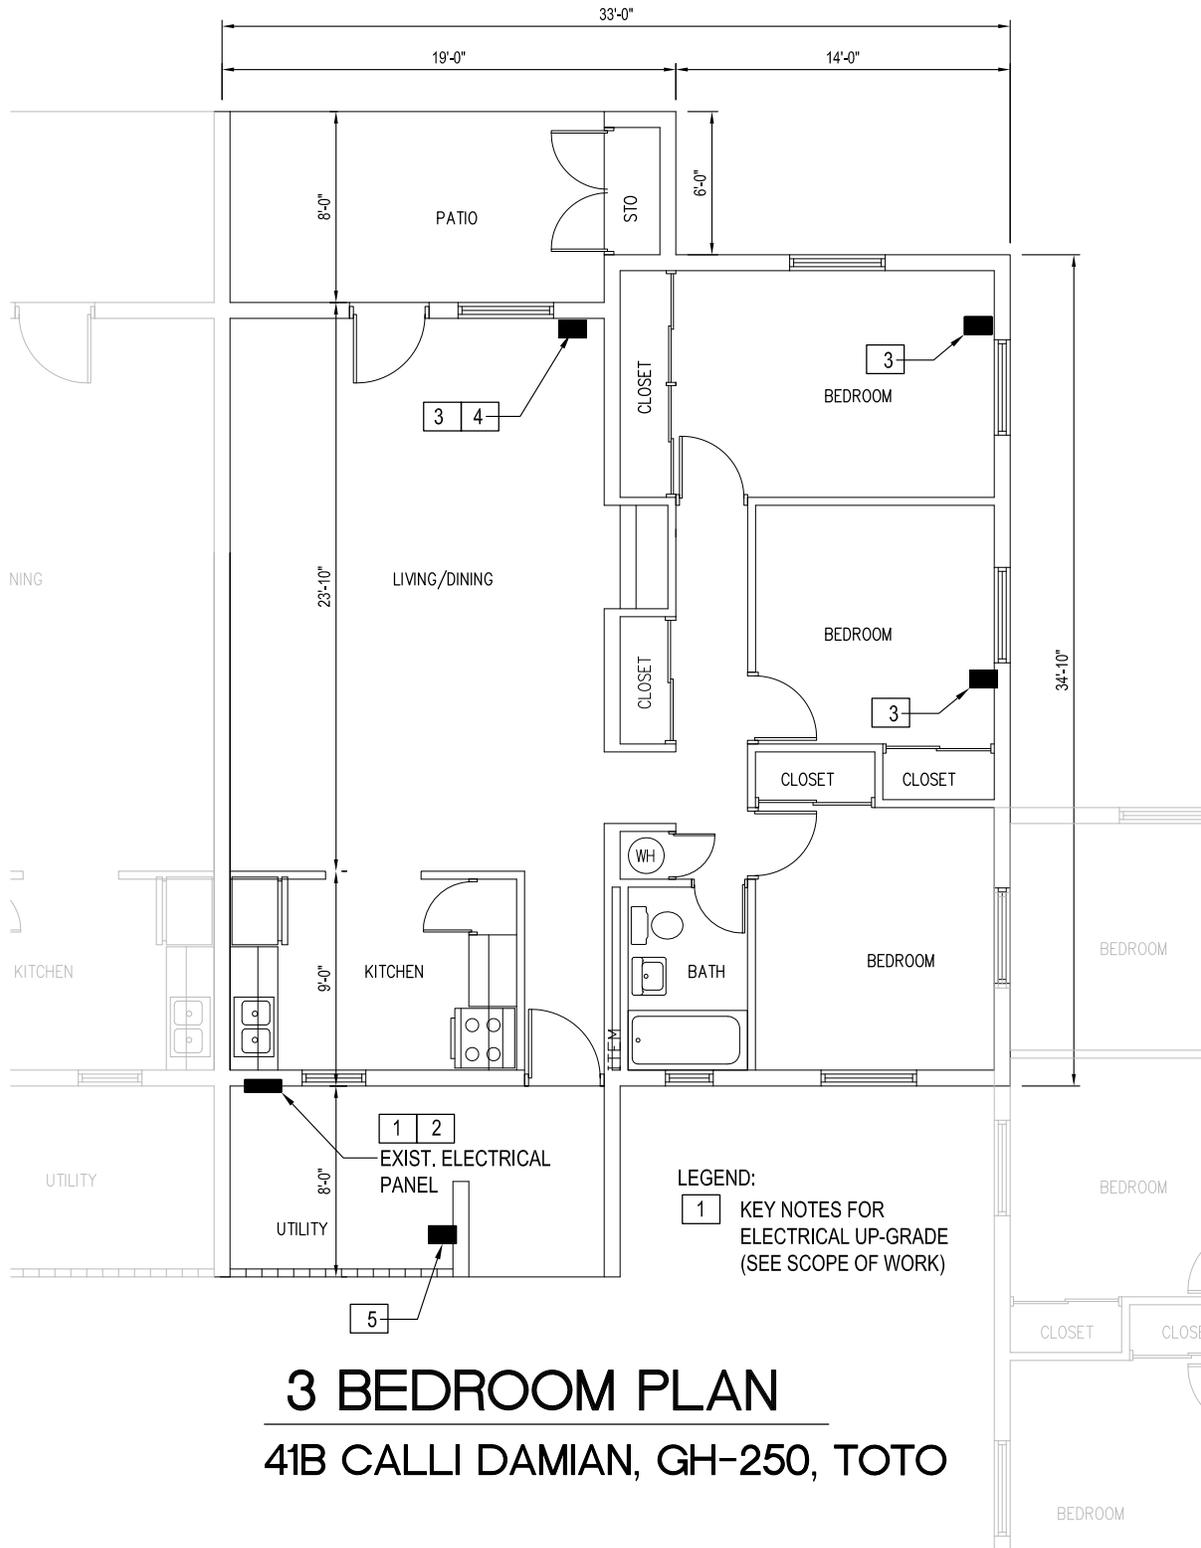 33'-0"
19'-0"
14'-0"
8'-0"
PATIO
STO
6'-0"
3
BEDROOM
CLOSET
3 4
NING
LIVING/DINING
23'-10"
BEDROOM
CLOSET
34'-10"
3
CLOSET
CLOSET
WH
KITCHEN
KITCHEN
9'-0"
BATH
BEDROOM
BEDROOM
ITEM
1 2
EXIST. ELECTRICAL
PANEL
UTILITY
8'-0"
UTILITY
LEGEND:
1 KEY NOTES FOR
ELECTRICAL UP-GRADE
(SEE SCOPE OF WORK)
BEDROOM
5
CLOSET
CLOSE
3 BEDROOM PLAN
41B CALLI DAMIAN, GH-250, TOTO
BEDROOM